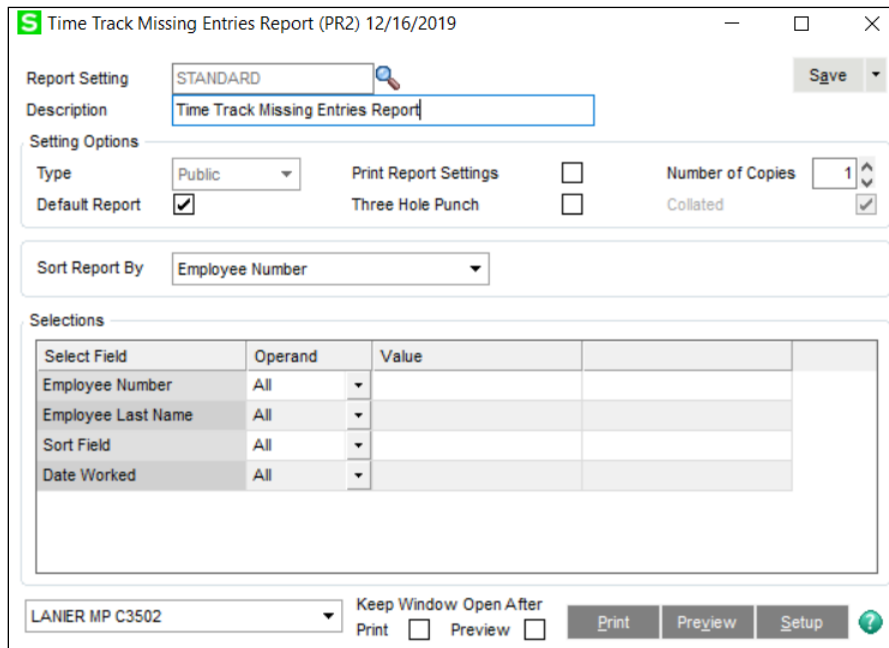 S Time Track Missing Entries Report (PR2) 12/16/2019
Report Setting STANDARD Save
Description Time Track Missing Entries Report
Setting Options
Type Public Print Report Settings Number of Copies 1
Default Report Three Hole Punch Collated
Sort Report By Employee Number
Selections
Select Field Operand Value
Employee Number All
Employee Last Name All
Sort Field All
Date Worked All
LANIER MP C3502 Keep Window Open After
Print Preview Print Preview Setup ?